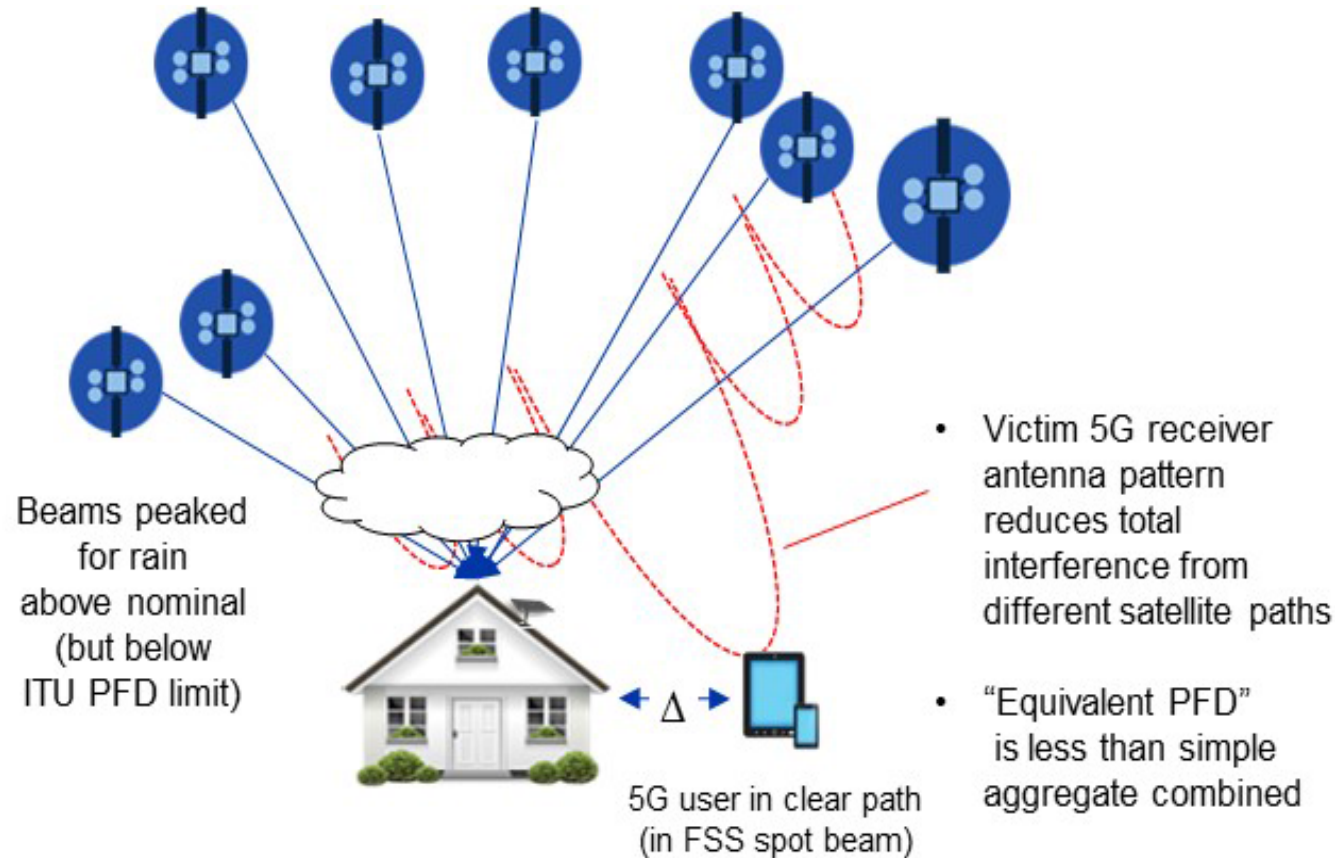 Beams peaked
for rain
above nominal
(but below
ITU PFD limit)
Δ
5G user in clear path
(in FSS spot beam)
• Victim 5G receiver
antenna pattern
reduces total
interference from
different satellite paths
• “Equivalent PFD”
is less than simple
aggregate combined